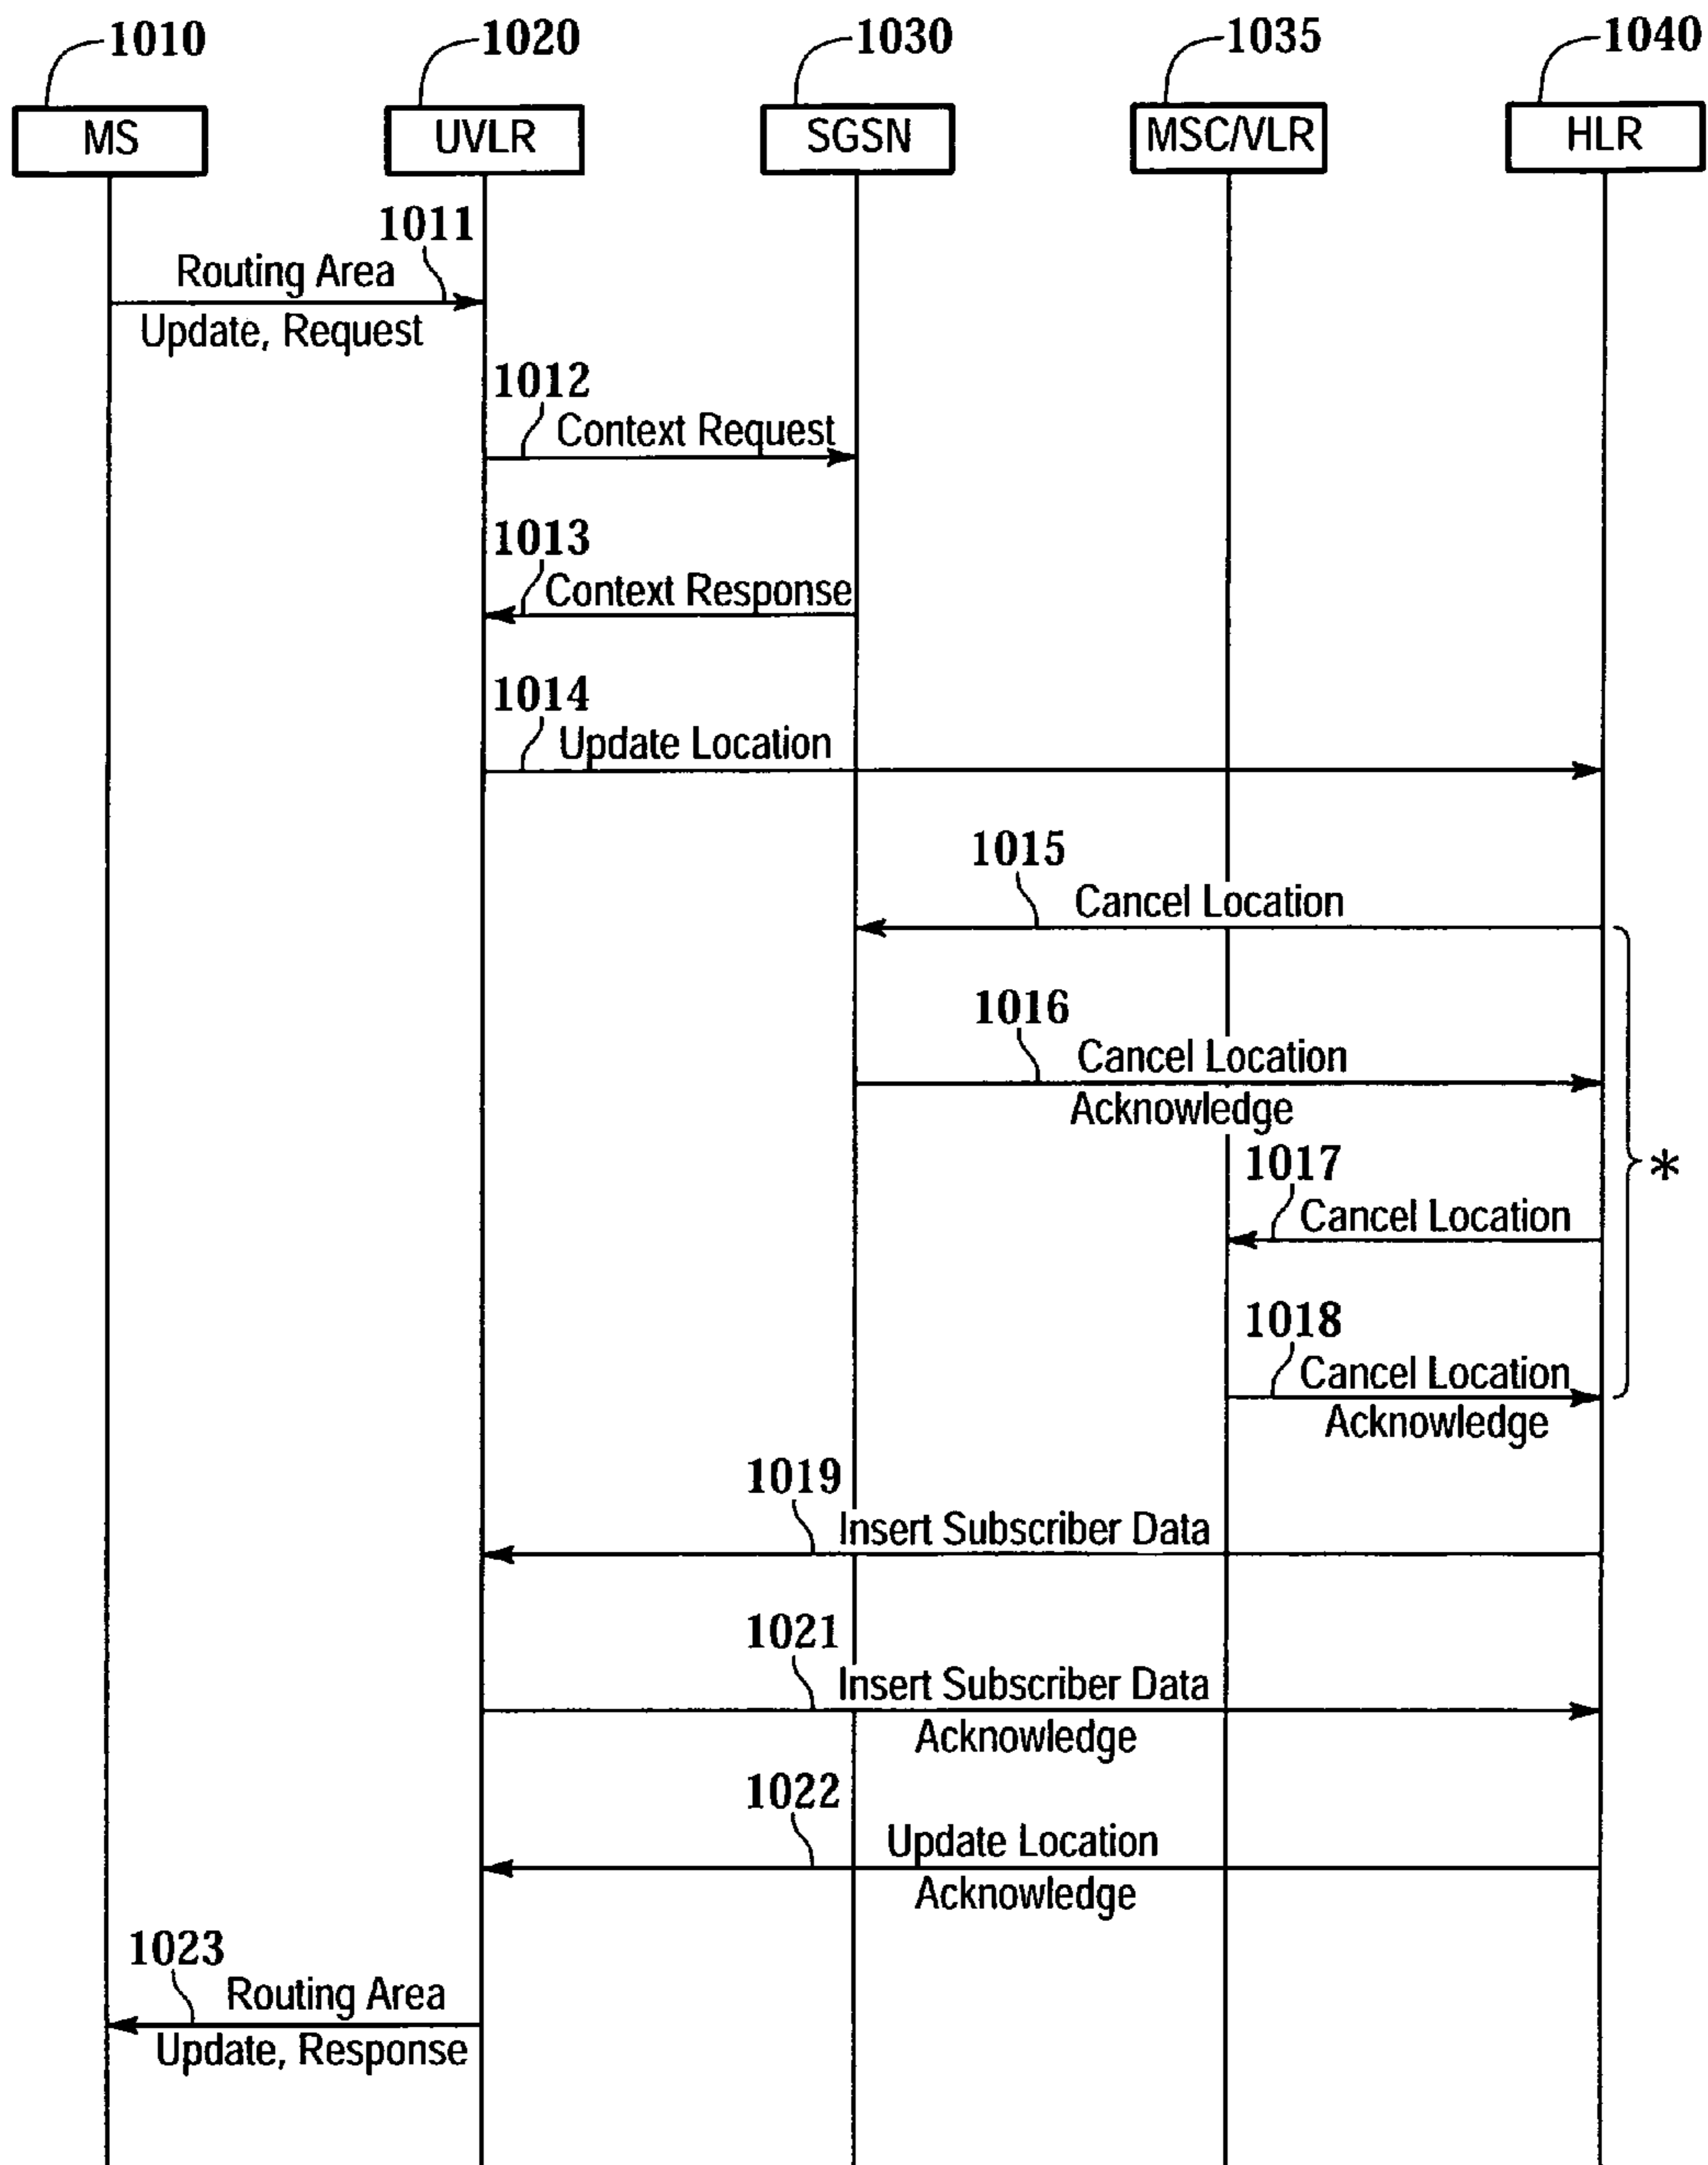 1010
1020
1030
1035
1040
MS
UVLR
SGSN
MSC/VLR
HLR
1011
Routing Area
Update, Request
1012
Context Request
1013
Context Response
1014
Update Location
1015
Cancel Location
1016
Cancel Location
Acknowledge
1017
*
Cancel Location
1018
Cancel Location
Acknowledge
1019
Insert Subscriber Data
1021
Insert Subscriber Data
Acknowledge
1022
Update Location
Acknowledge
1023
Routing Area
Update, Response